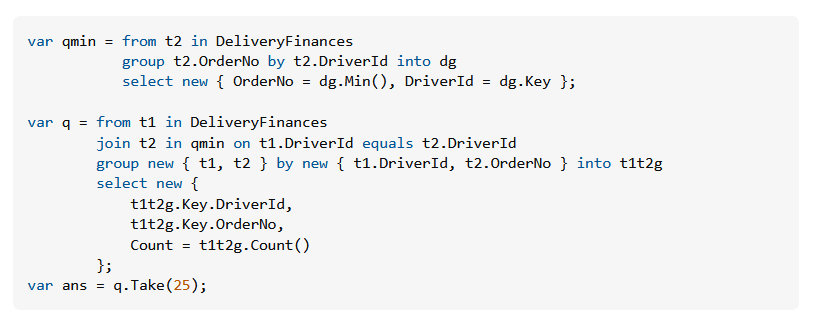 var qmin = from t2 in DeliveryFinances
           group t2.OrderNo by t2.DriverId into dg
           select new { OrderNo = dg.Min(), DriverId = dg.Key };
var q = from t1 in DeliveryFinances
        join t2 in qmin on t1.DriverId equals t2.DriverId
        group new { t1, t2 } by new { t1.DriverId, t2.OrderNo } into t1t2g
        select new {
            t1t2g.Key.DriverId,
            t1t2g.Key.OrderNo,
            Count = t1t2g.Count()
        };
var ans = q.Take(25);